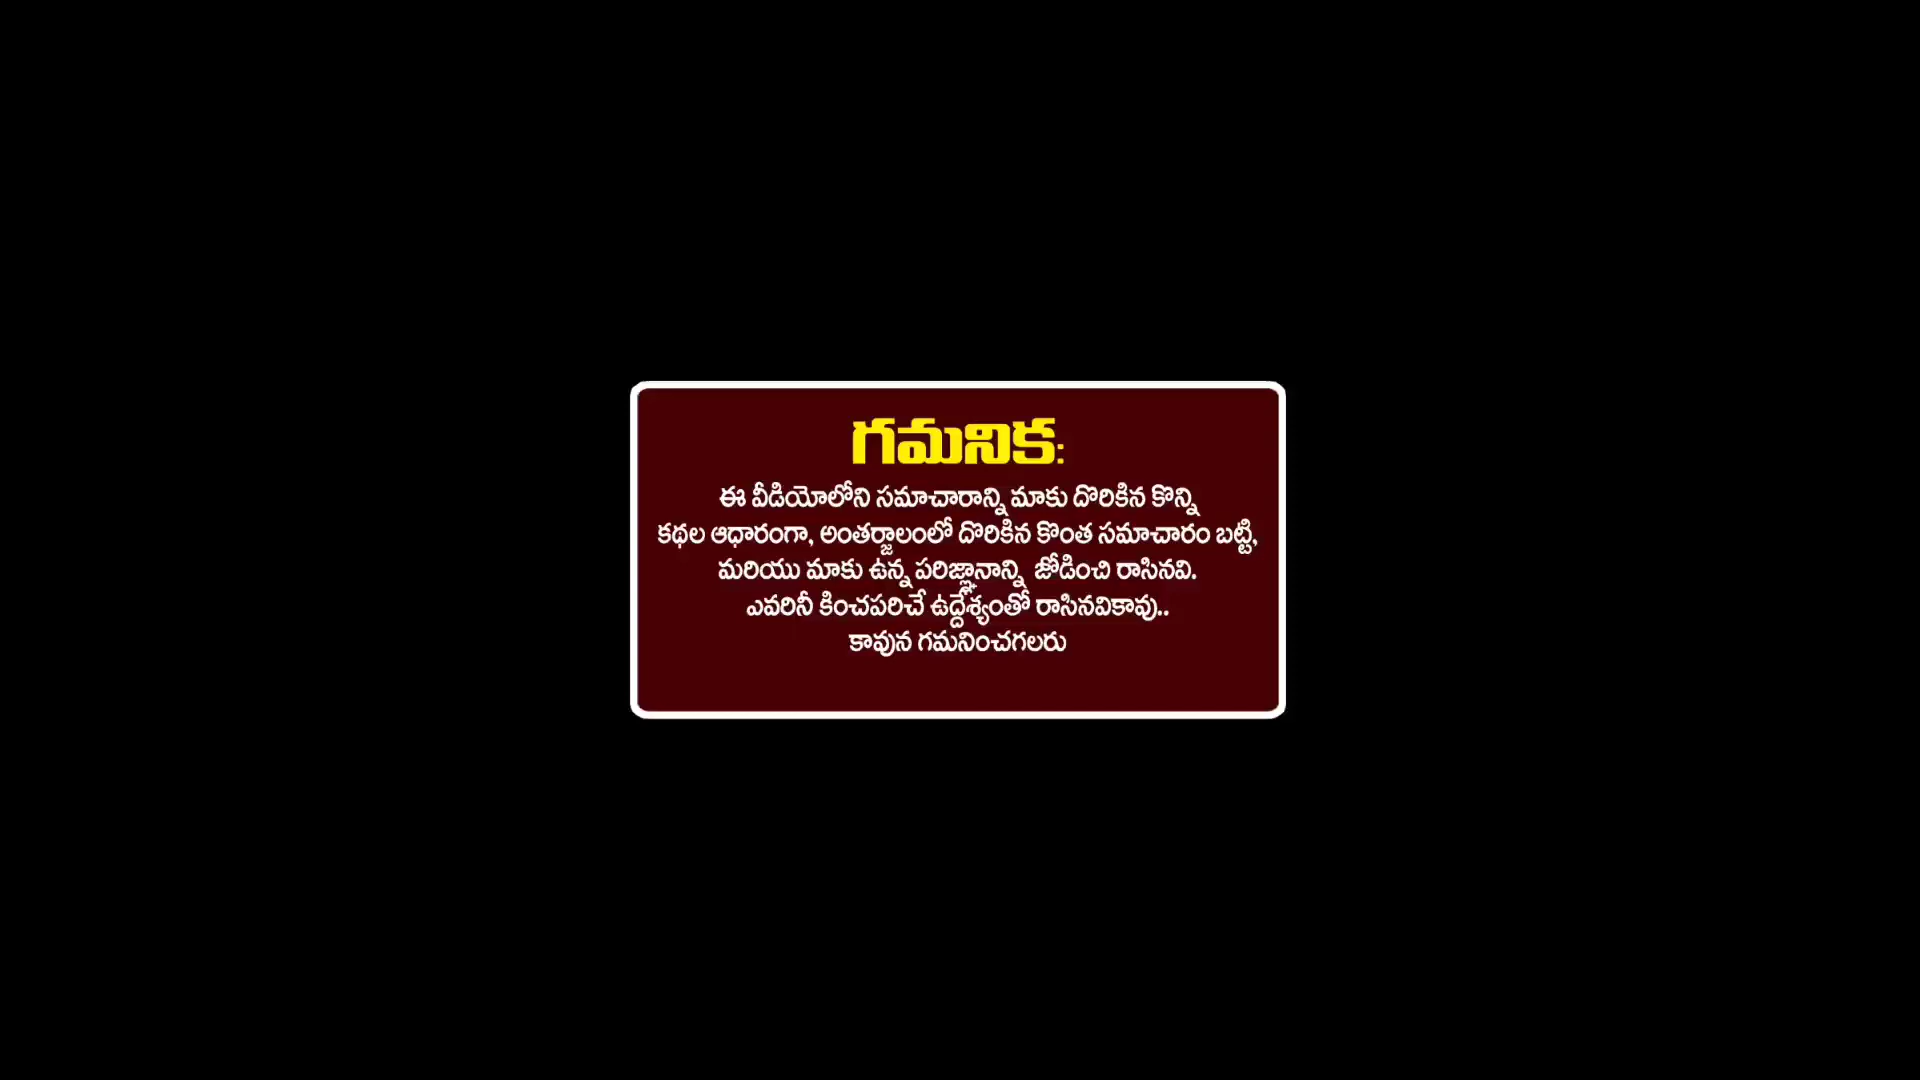 గమనిక:
ఈ వీడియోలోని సమాచారాన్ని మాకు దొరికిన కొన్ని
కథల ఆధారంగా, అంతర్జాలంలో దొరికిన కొంత సమాచారం బట్టి,
మరియు మాకు ఉన్న పరిజ్ఞానాన్ని జోడించి రాసినవి.
ఎవరినీ కించపరిచే ఉద్దేశ్యంతో రాసినవికావు..
కావున గమనించగలరు